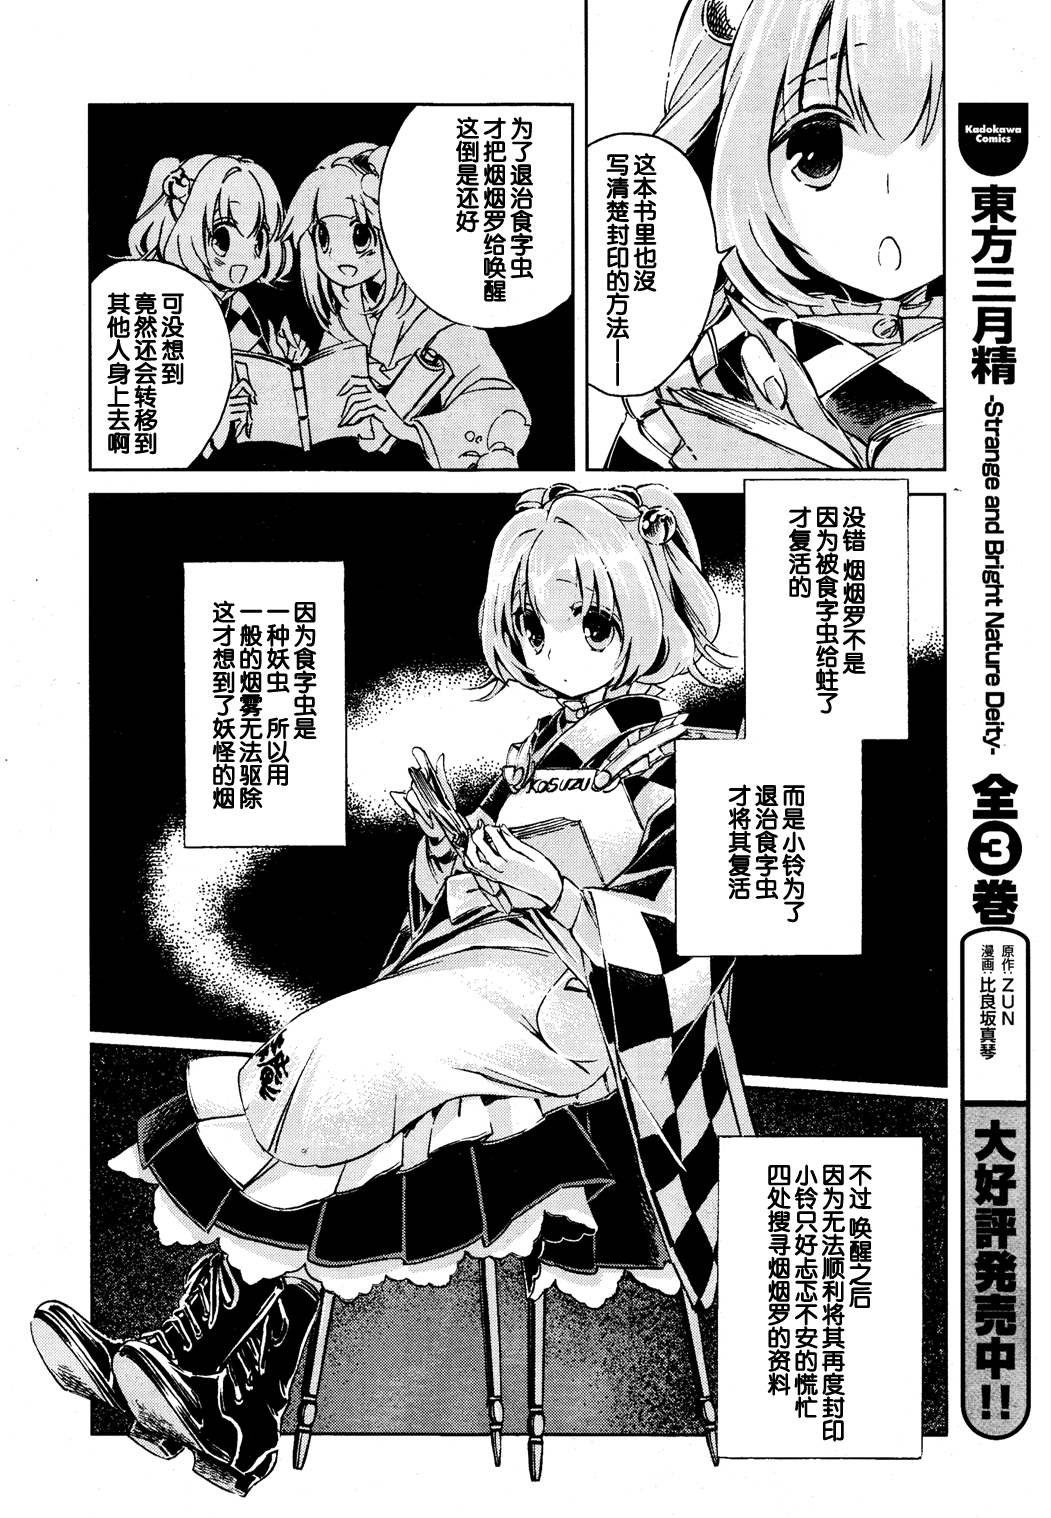 这本书里也沒
写清楚封印的方法——
为了退治食字虫
才把烟烟罗给唤醒
这倒是还好
可没想到
竟然还会转移到
其他人身上去啊
没错 烟烟罗不是
因为被食字虫给蛀了
才复活的
而是小铃为了
退治食字虫
才将其复活
因为食字虫是
一种妖虫 所以用
一般的烟雾无法驱除
这才想到了妖怪的烟
KOSUZU
不过 唤醒之后
因为无法顺利将其再度封印
小铃只好忐忑不安的慌忙
四处搜寻烟烟罗的资料
Kadokawa
Comics
東方三月精
-Strange and Bright Nature Deity-
全3巻
原作:ZUN
漫画:比良坂真琴
大好評発売中!!